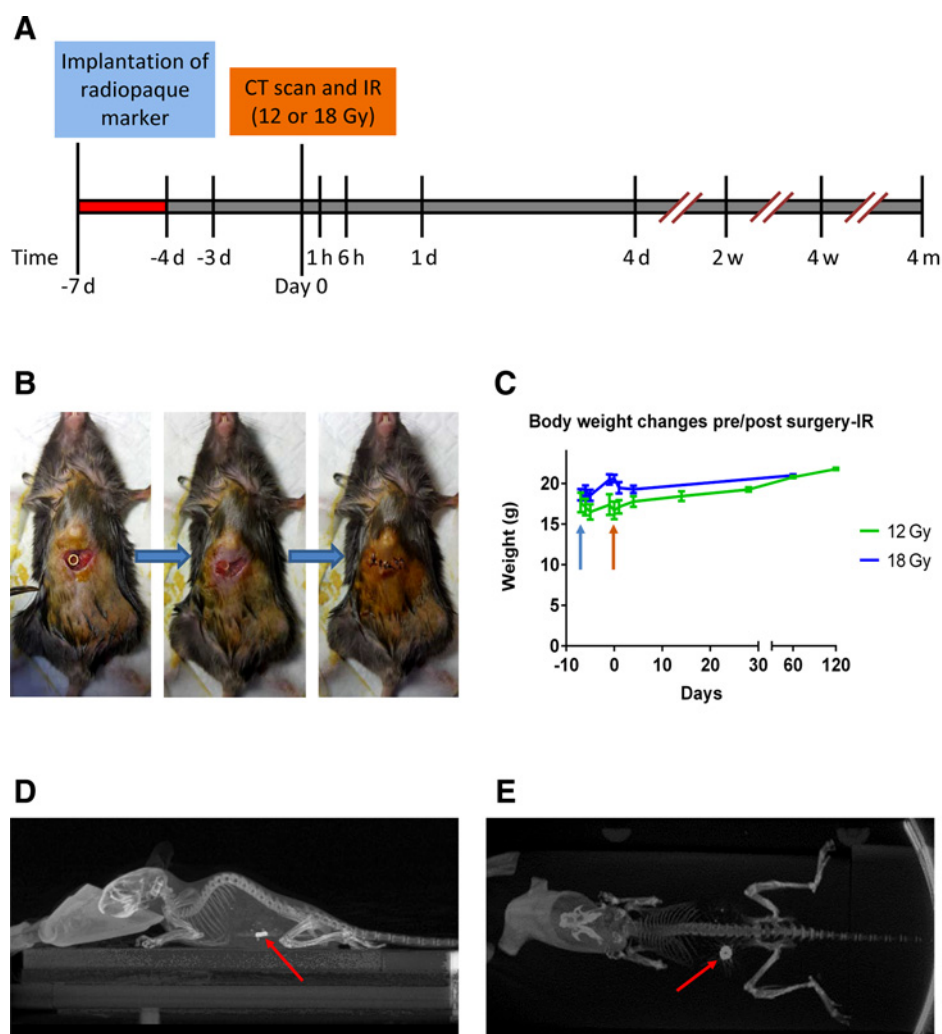 A
Implantation of
radiopaque
marker
CT scan and IR
(12 or 18 Gy)
Time
-7 d
-4 d
-3 d
Day 0
1 h
6 h
1 d
4 d
2 w
4 w
4 m
B
C
Body weight changes pre/post surgery-IR
Weight (g)
20
15
10
5
0
-10
0
10
20
30
60
120
Days
12 Gy
18 Gy
D
E